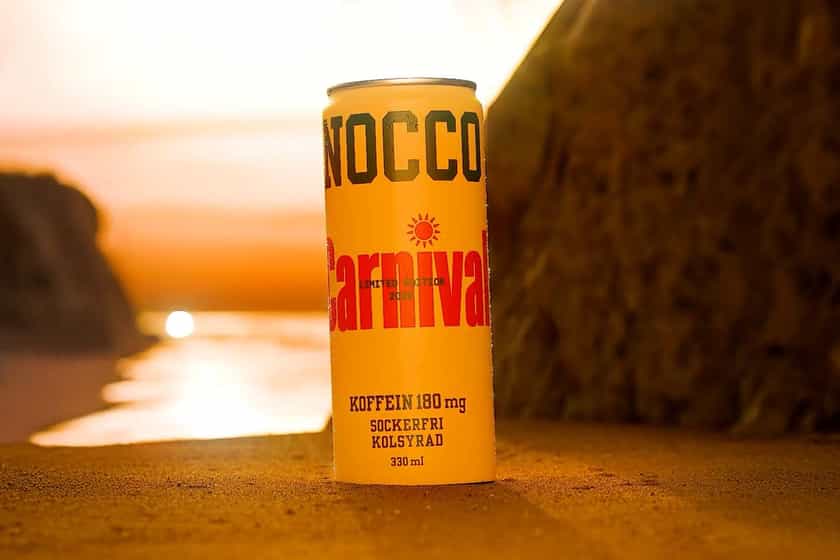 NOCCO
Carnival
LIMITED EDITION
KOFFEIN 180 mg
SOCKERFRI
KOLSYRAD
330 ml